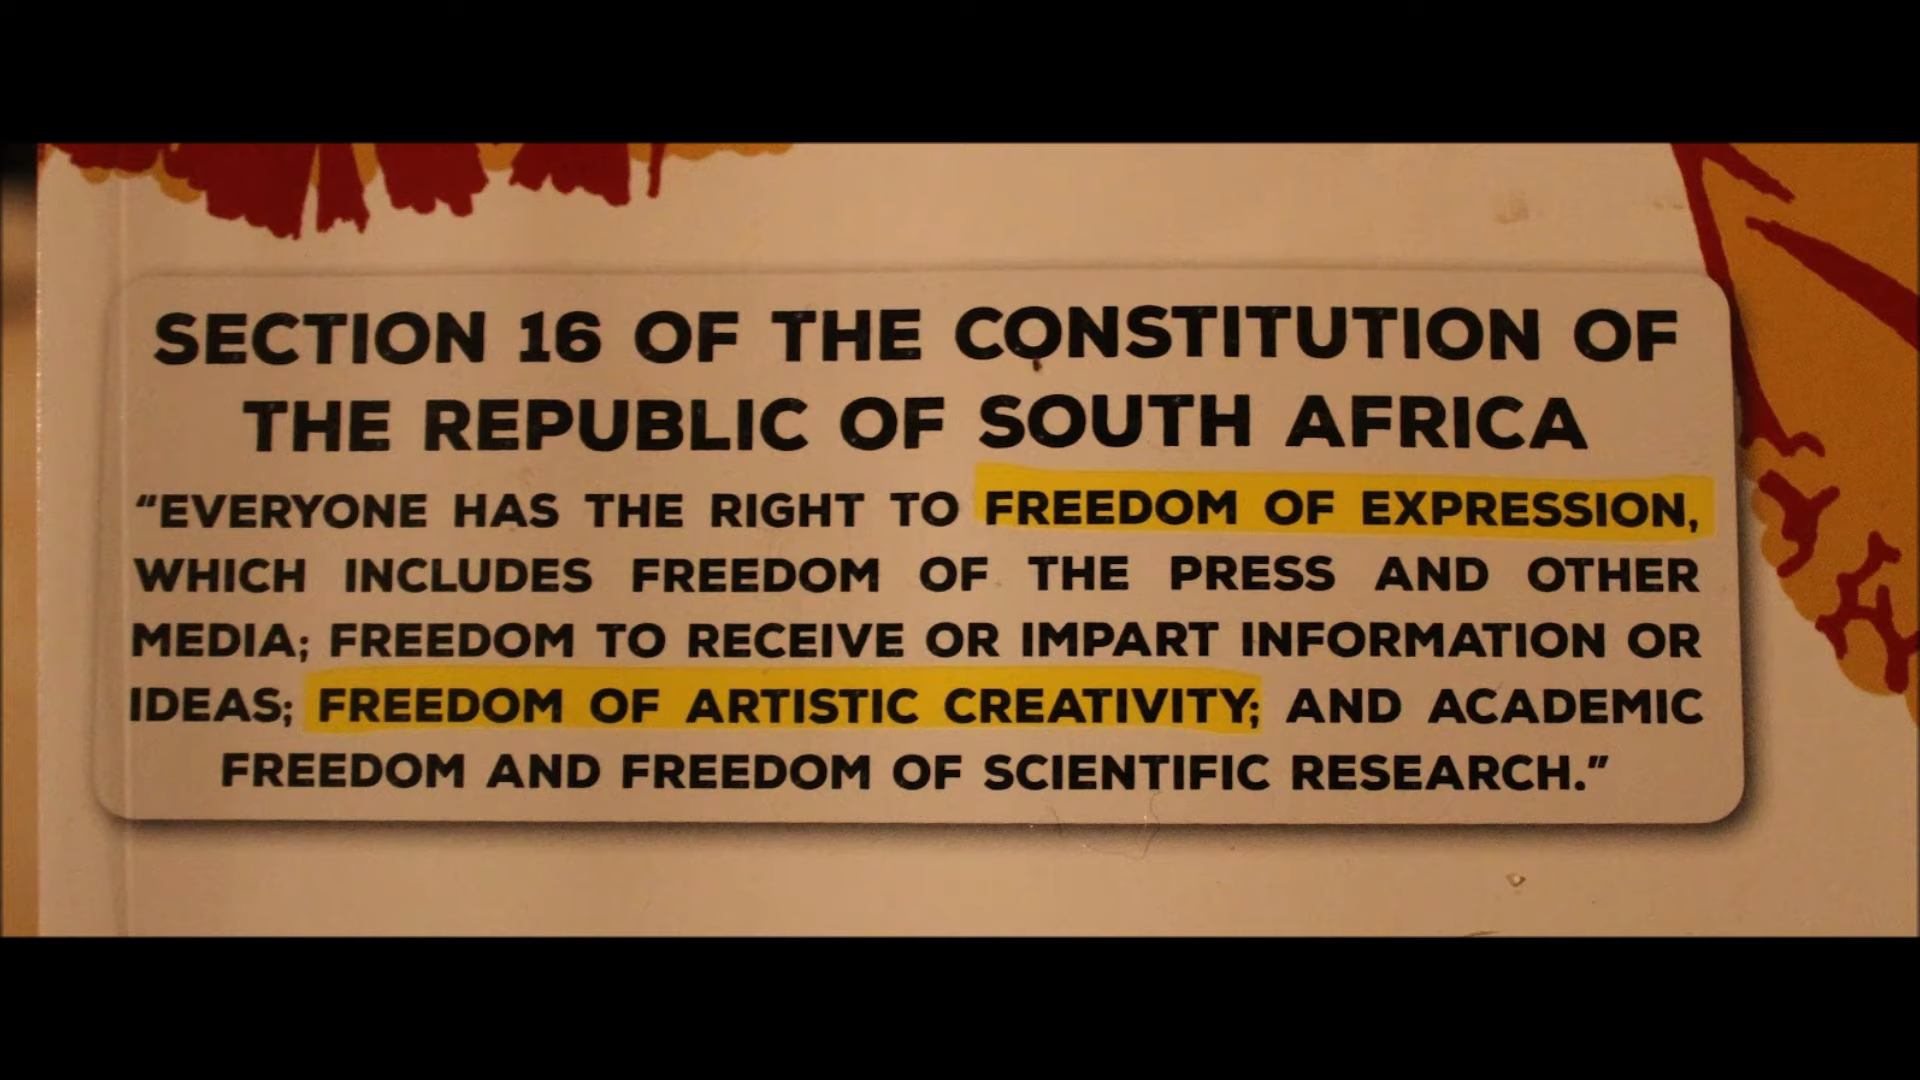 SECTION 16 OF THE CONSTITUTION OF
THE REPUBLIC OF SOUTH AFRICA
“EVERYONE HAS THE RIGHT TO FREEDOM OF EXPRESSION,
WHICH INCLUDES FREEDOM OF THE PRESS AND OTHER
MEDIA; FREEDOM TO RECEIVE OR IMPART INFORMATION OR
IDEAS; FREEDOM OF ARTISTIC CREATIVITY; AND ACADEMIC
FREEDOM AND FREEDOM OF SCIENTIFIC RESEARCH.”